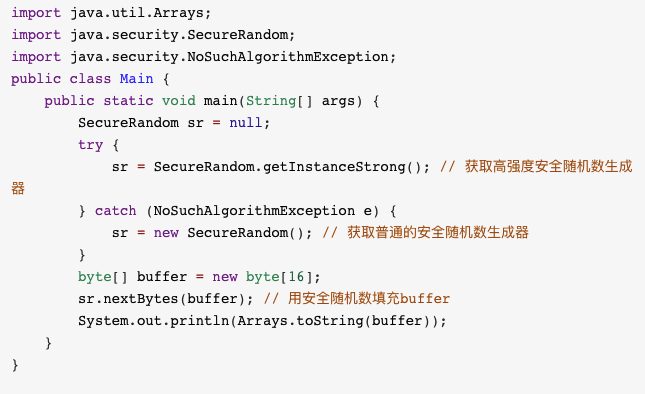 import java.util.Arrays;
import java.security.SecureRandom;
import java.security.NoSuchAlgorithmException;
public class Main {
    public static void main(String[] args) {
        SecureRandom sr = null;
        try {
            sr = SecureRandom.getInstanceStrong(); // 获取高强度安全随机数生成
器
        } catch (NoSuchAlgorithmException e) {
            sr = new SecureRandom(); // 获取普通的安全随机数生成器
        }
        byte[] buffer = new byte[16];
        sr.nextBytes(buffer); // 用安全随机数填充buffer
        System.out.println(Arrays.toString(buffer));
    }
}